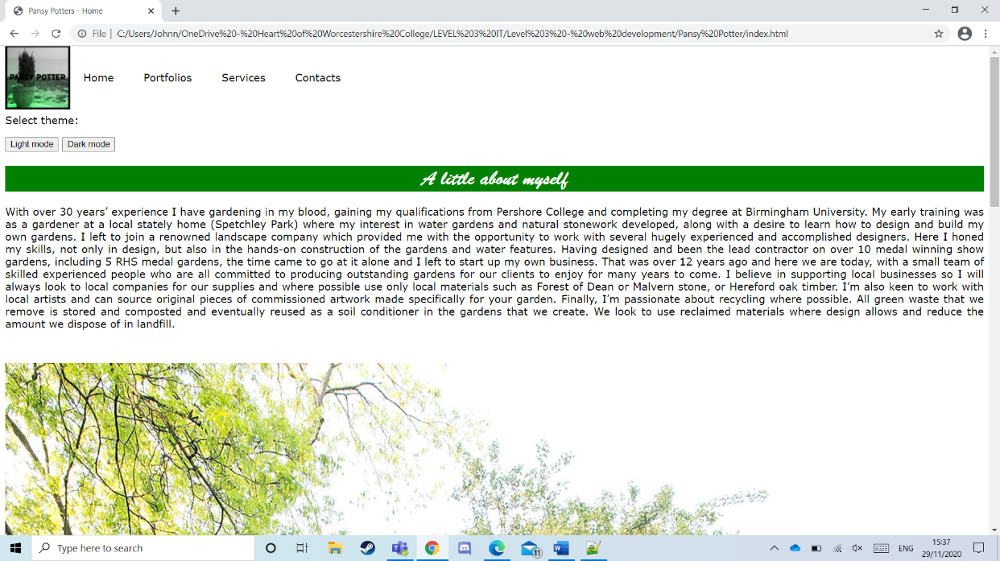 Pansy Potters - Home
File | C:/Users/Johnn/OneDrive%20-%20Heart%20of%20Worcestershire%20College/LEVEL%203%20IT/Level%203%20-%20web%20development/Pansy%20Potter/index.html
PANSY POTTER
Home Portfolios Services Contacts
Select theme:
Light mode Dark mode
A little about myself
With over 30 years’ experience I have gardening in my blood, gaining my qualifications from Pershore College and completing my degree at Birmingham University. My early training was
as a gardener at a local stately home (Spetchley Park) where my interest in water gardens and natural stonework developed, along with a desire to learn how to design and build my
own gardens. I left to join a renowned landscape company which provided me with the opportunity to work with several hugely experienced and accomplished designers. Here I honed
my skills, not only in design, but also in the hands-on construction of the gardens and water features. Having designed and been the lead contractor on over 10 medal winning show
gardens, including 5 RHS medal gardens, the time came to go at it alone and I left to start up my own business. That was over 12 years ago and here we are today, with a small team of
skilled experienced people who are all committed to producing outstanding gardens for our clients to enjoy for many years to come. I believe in supporting local businesses so I will
always look to local companies for our supplies and where possible use only local materials such as Forest of Dean or Malvern stone, or Hereford oak timber. I’m also keen to work with
local artists and can source original pieces of commissioned artwork made specifically for your garden. Finally, I’m passionate about recycling where possible. All green waste that we
remove is stored and composted and eventually reused as a soil conditioner in the gardens that we create. We look to use reclaimed materials where design allows and reduce the
amount we dispose of in landfill.
Type here to search
11
ENG
15:37
29/11/2020